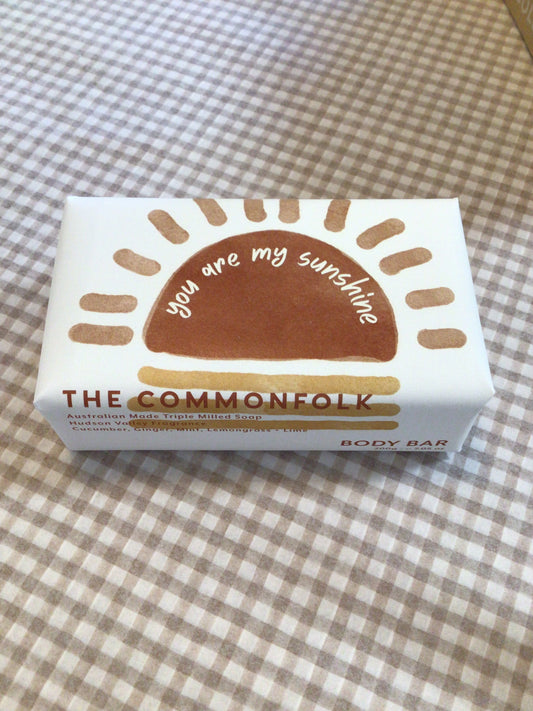 you are my sunshine
THE COMMONFOLK
Australian Made Triple Milled Soap
Hudson Valley Fragrance
Cucumber, Ginger, Mint, Lemongrass + Lime
BODY BAR
200g